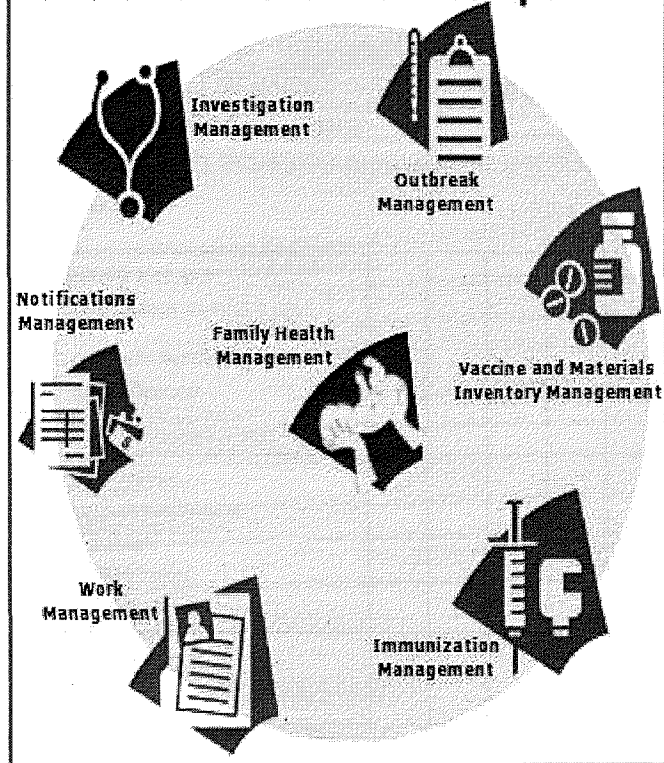 Investigation
Management
Outbreak
Management
Notifications
Management
Family Health
Management
Vaccine and Materials
Inventory Management
Work
Management
Immunization
Management